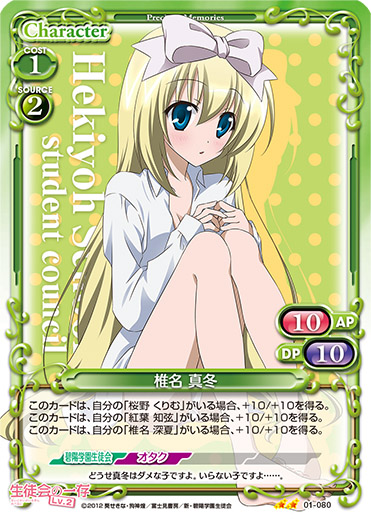 Precious Memories
Character
COST
1
SOURCE
2
Hekiyoh
student council
10 AP
DP 10
椎名 真冬
このカードは、自分の「桜野 くりむ」がいる場合、+10/+10を得る。
このカードは、自分の「紅葉 知弦」がいる場合、+10/+10を得る。
このカードは、自分の「椎名 深夏」がいる場合、+10/+10を得る。
碧陽学園生徒会
オタク
どうせ真冬はダメな子ですよ。いらない子ですよ……。
生徒会の一存
Lv.2
©2012 葵せきな・狗神煌／富士見書房／新・碧陽学園生徒会
01-080